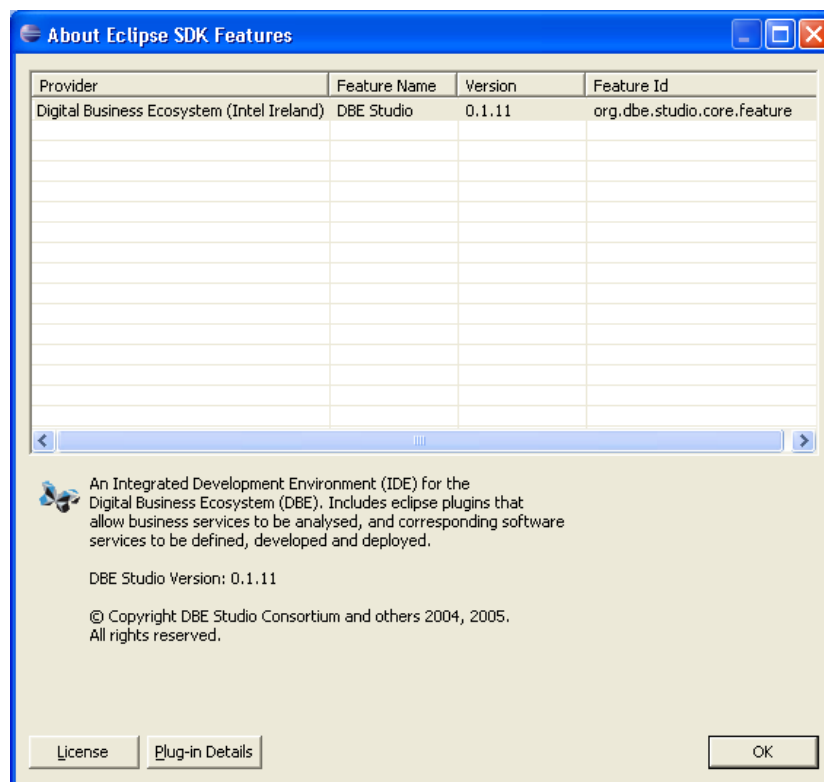 About Eclipse SDK Features
Provider Feature Name Version Feature Id
Digital Business Ecosystem (Intel Ireland) DBE Studio 0.1.11 org.dbe.studio.core.feature
An Integrated Development Environment (IDE) for the
Digital Business Ecosystem (DBE). Includes eclipse plugins that
allow business services to be analysed, and corresponding software
services to be defined, developed and deployed.
DBE Studio Version: 0.1.11
© Copyright DBE Studio Consortium and others 2004, 2005.
All rights reserved.
License Plug-in Details OK